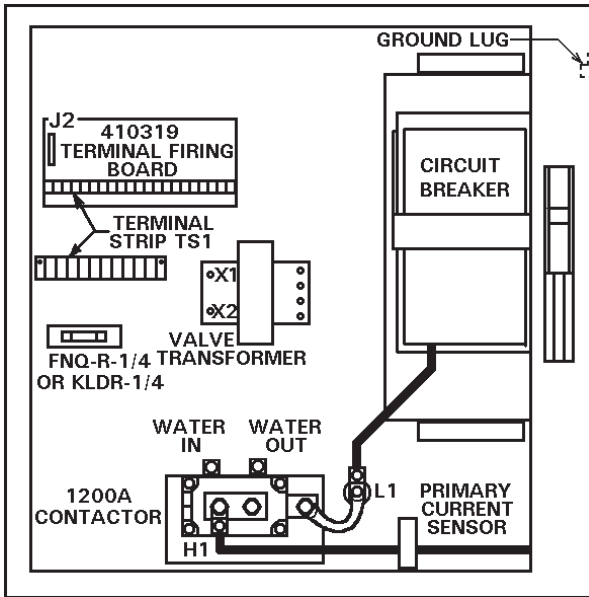 GROUND LUG
J2
410319
TERMINAL FIRING
BOARD
CIRCUIT
BREAKER
TERMINAL
STRIP TS1
X1
X2
VALVE
TRANSFORMER
FNQ-R-1/4
OR KLDR-1/4
WATER
IN
WATER
OUT
1200A
CONTACTOR
L1
PRIMARY
CURRENT
SENSOR
H1